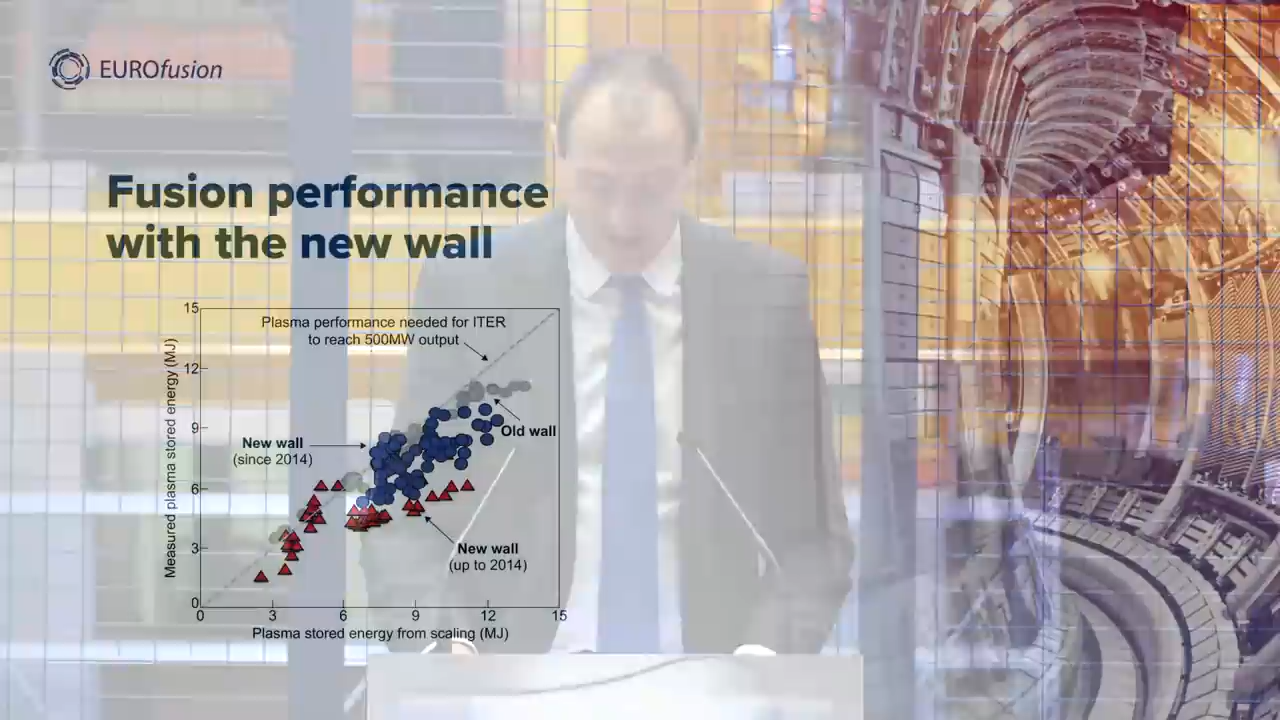 EUROfusion
Fusion performance
with the new wall
15
12
9
6
3
0
Measured plasma stored energy (MJ)
Plasma performance needed for ITER
to reach 500MW output
Old wall
New wall
(since 2014)
New wall
(up to 2014)
0 3 6 9 12 15
Plasma stored energy from scaling (MJ)